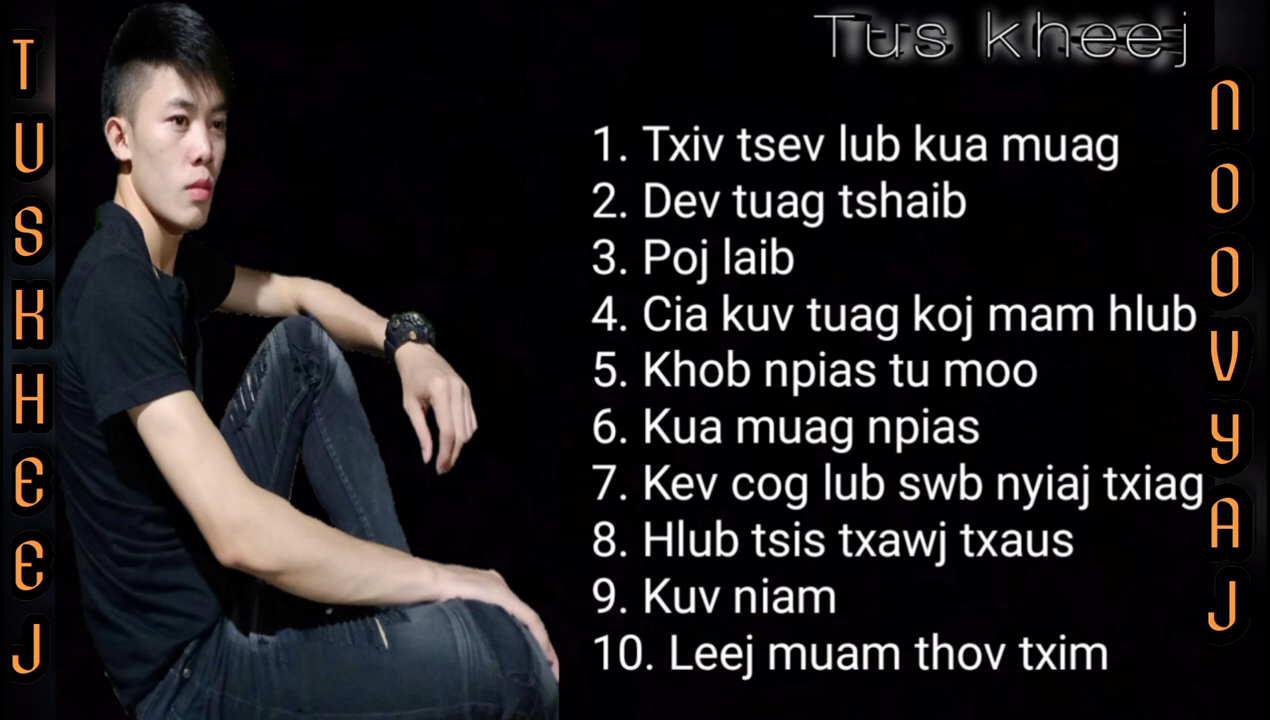 TUSKHEEJ
Tus kheej
1. Txiv tsev lub kua muag
2. Dev tuag tshaib
3. Poj laib
4. Cia kuv tuag koj mam hlub
5. Khob npias tu moo
6. Kua muag npias
7. Kev cog lub swb nyiaj txiag
8. Hlub tsis txawj txaus
9. Kuv niam
10. Leej muam thov txim
NOOVYAJ